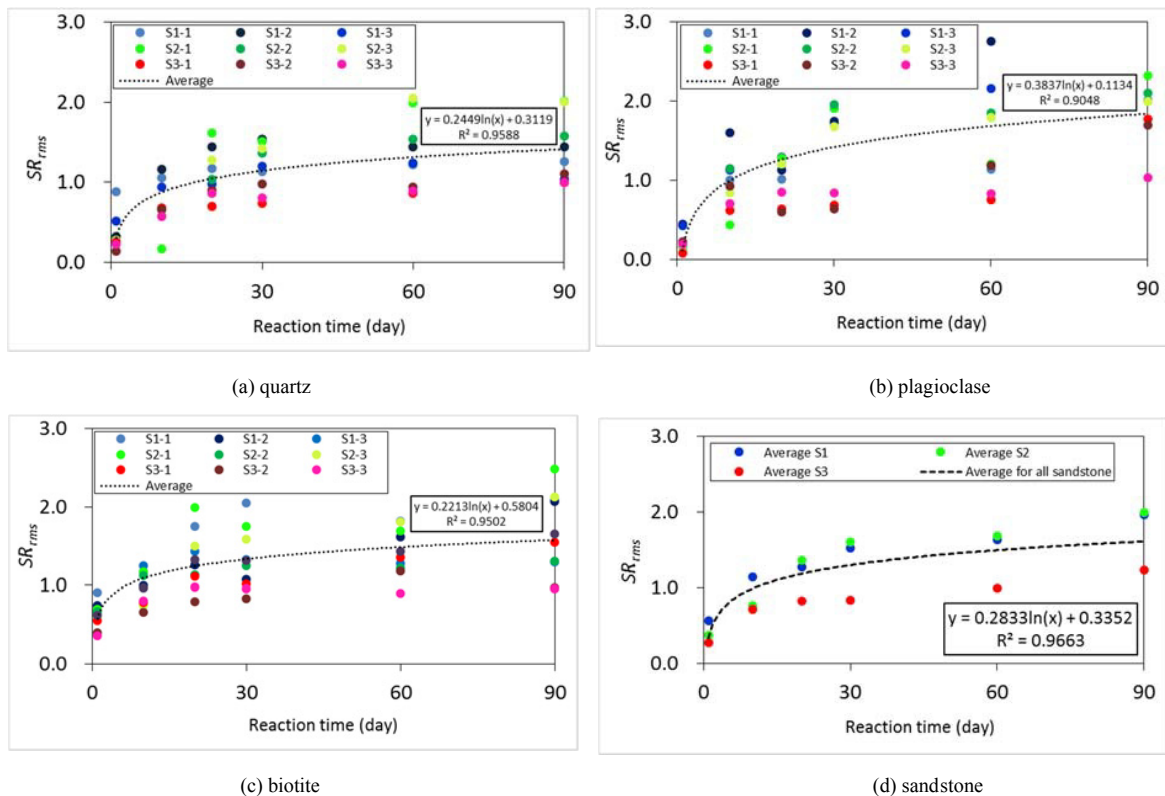 3.0
2.0
1.0
0.0
SRrms
S1-1 S1-2 S1-3
S2-1 S2-2 S2-3
S3-1 S3-2 S3-3
Average
y = 0.2449ln(x) + 0.3119
R² = 0.9588
0 30 60 90
Reaction time (day)
(a) quartz
3.0
2.0
1.0
0.0
SRrms
S1-1 S1-2 S1-3
S2-1 S2-2 S2-3
S3-1 S3-2 S3-3
Average
y = 0.3837ln(x) + 0.1134
R² = 0.9048
0 30 60 90
Reaction time (day)
(b) plagioclase
3.0
2.0
1.0
0.0
SRrms
S1-1 S1-2 S1-3
S2-1 S2-2 S2-3
S3-1 S3-2 S3-3
Average
y = 0.2213ln(x) + 0.5804
R² = 0.9502
0 30 60 90
Reaction time (day)
(c) biotite
3.0
2.0
1.0
0.0
SRrms
Average S1 Average S2
Average S3 Average for all sandstone
y = 0.2833ln(x) + 0.3352
R² = 0.9663
0 30 60 90
Reaction time (day)
(d) sandstone